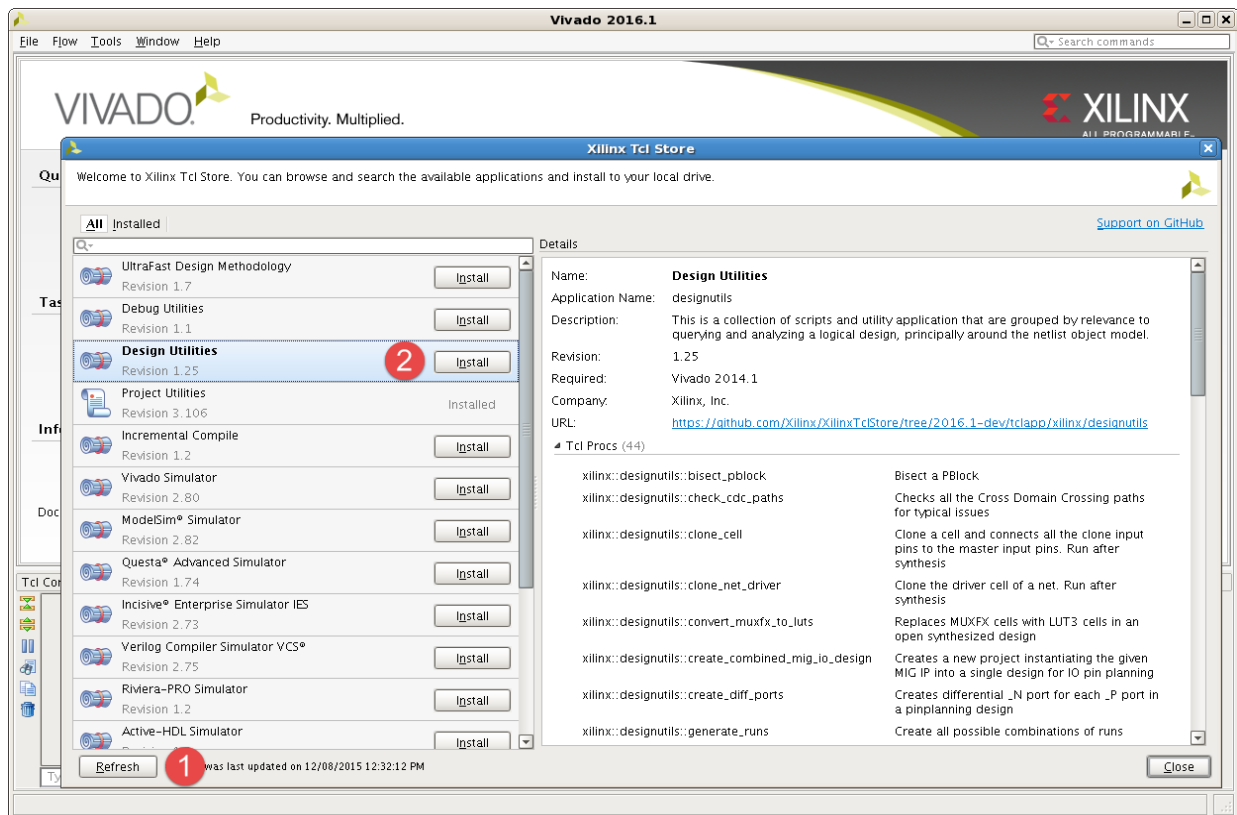 Vivado 2016.1
File Flow Tools Window Help
Search commands
VIVADO.
Productivity. Multiplied.
XILINX
ALL PROGRAMMABLE
Xilinx Tcl Store
Qu
Welcome to Xilinx Tcl Store. You can browse and search the available applications and install to your local drive.
All Installed
Support on GitHub
Details
UltraFast Design Methodology
Revision 1.7
Install
Debug Utilities
Revision 1.1
Install
Design Utilities
Revision 1.25
2
Install
Project Utilities
Revision 3.106
Installed
Incremental Compile
Revision 1.2
Install
Vivado Simulator
Revision 2.80
Install
ModelSim® Simulator
Revision 2.82
Install
Questa® Advanced Simulator
Revision 1.74
Install
Incisive® Enterprise Simulator IES
Revision 2.73
Install
Verilog Compiler Simulator VCS®
Revision 2.75
Install
Riviera-PRO Simulator
Revision 1.2
Install
Active-HDL Simulator
Install
Name: Design Utilities
Application Name: designutils
Description: This is a collection of scripts and utility application that are grouped by relevance to
querying and analyzing a logical design, principally around the netlist object model.
Revision: 1.25
Required: Vivado 2014.1
Company: Xilinx, Inc.
URL: https://github.com/Xilinx/XilinxTclStore/tree/2016.1-dev/tclapp/xilinx/designutils
Tcl Procs (44)
xilinx::designutils::bisect_pblock Bisect a PBlock
xilinx::designutils::check_cdc_paths Checks all the Cross Domain Crossing paths
for typical issues
xilinx::designutils::clone_cell Clone a cell and connects all the clone input
pins to the master input pins. Run after
synthesis
xilinx::designutils::clone_net_driver Clone the driver cell of a net. Run after
synthesis
xilinx::designutils::convert_muxfx_to_luts Replaces MUXFX cells with LUT3 cells in an
open synthesized design
xilinx::designutils::create_combined_mig_io_design Creates a new project instantiating the given
MIG IP into a single design for IO pin planning
xilinx::designutils::create_diff_ports Creates differential _N port for each _P port in
a pinplanning design
xilinx::designutils::generate_runs Create all possible combinations of runs
Tas
Inf
Doc
Tcl Cor
Ty
Refresh
1
was last updated on 12/08/2015 12:32:12 PM
Close